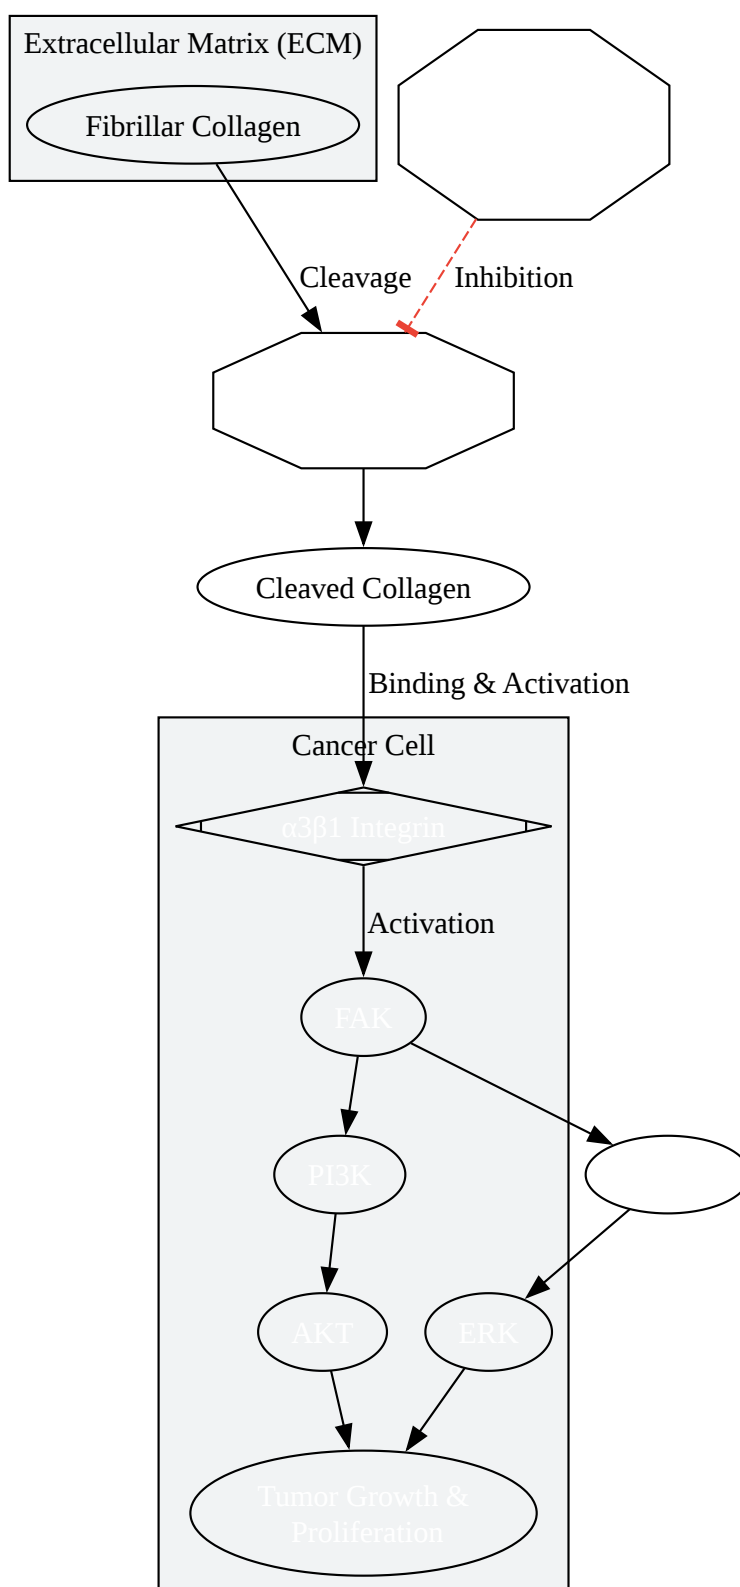 Extracellular Matrix (ECM)
Fibrillar Collagen
Cleavage
Inhibition
Cleaved Collagen
Binding & Activation
Cancer Cell
α3β1 Integrin
Activation
FAK
PI3K
AKT
ERK
Tumor Growth &
Proliferation